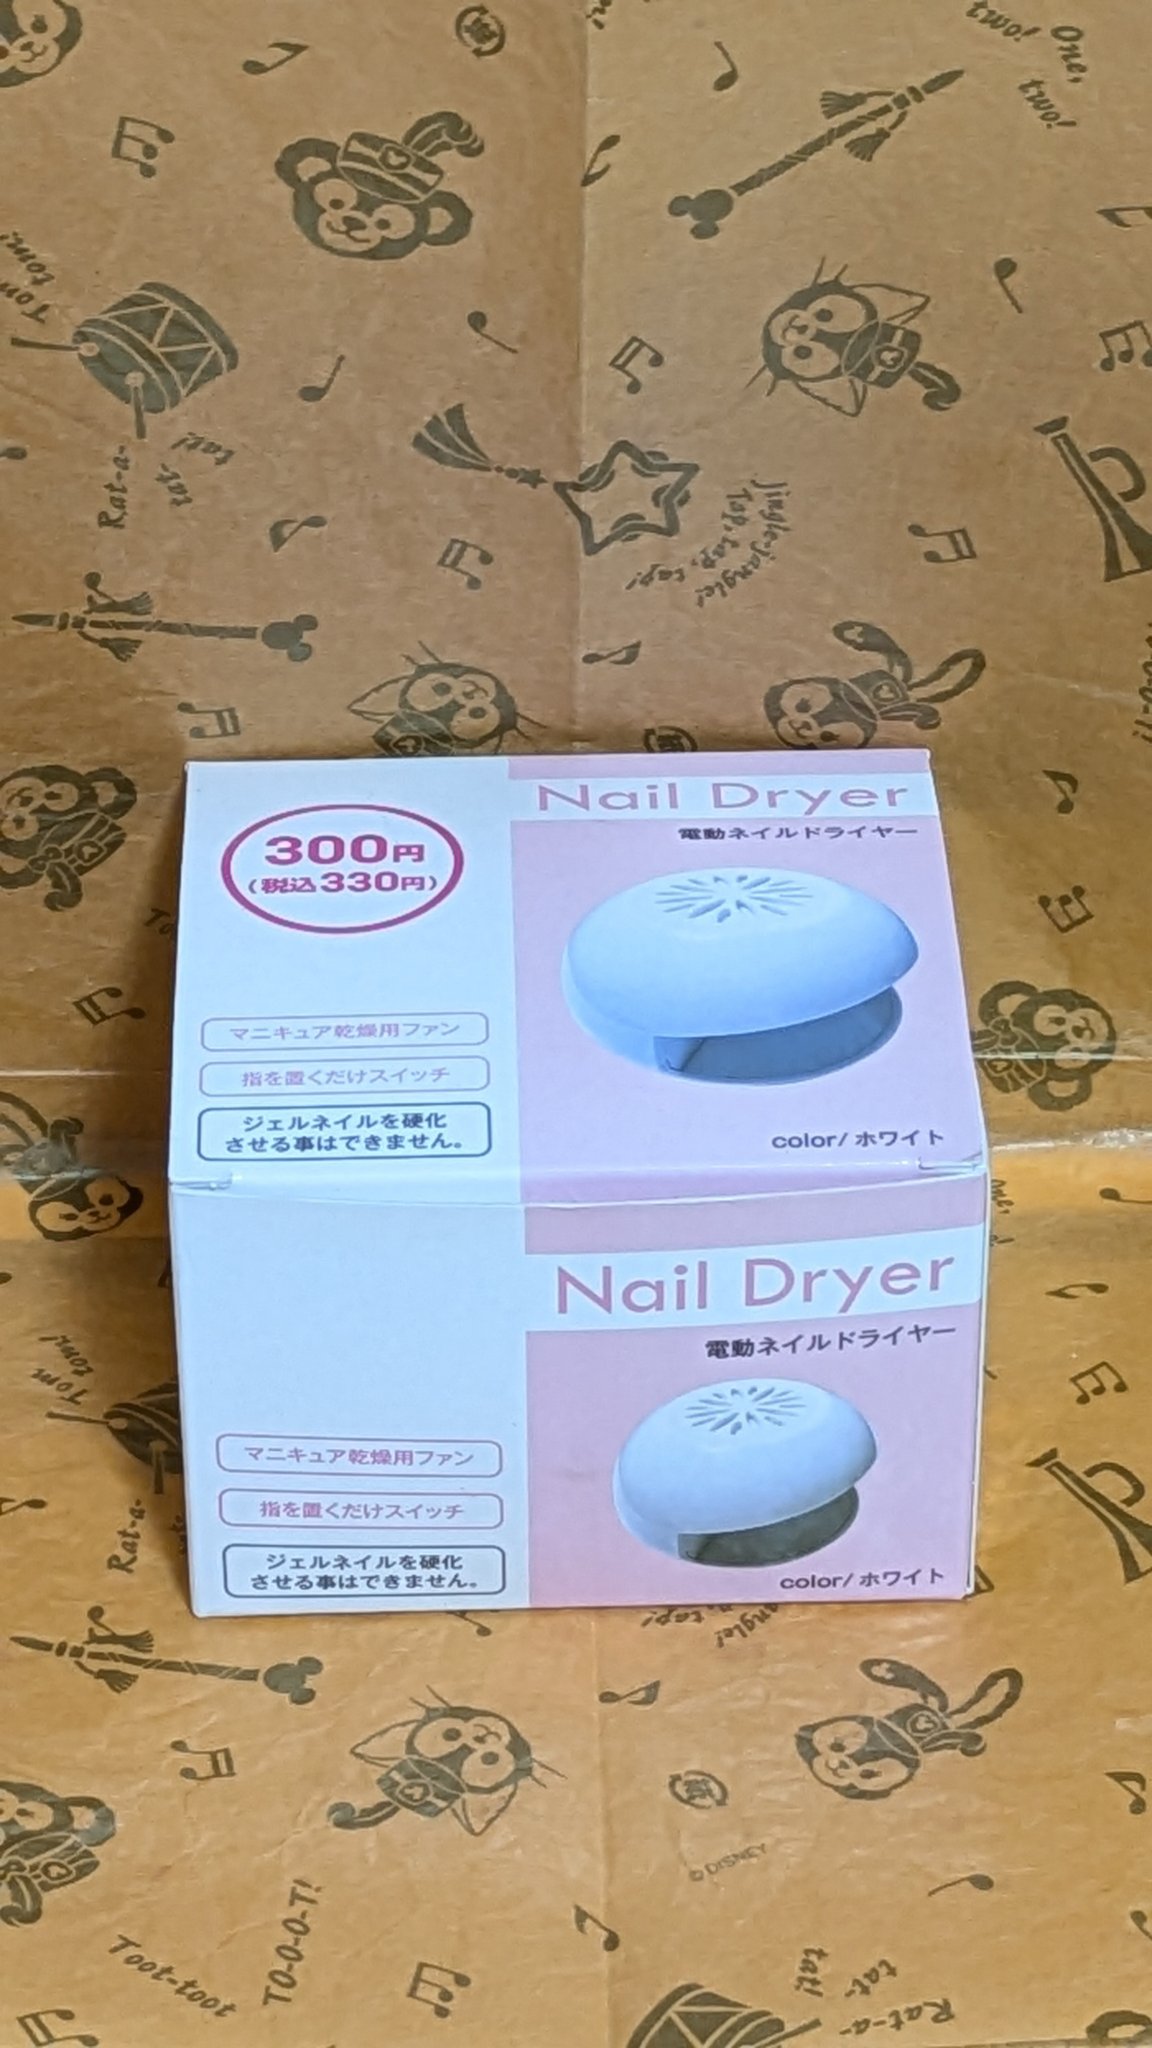 One,
two!
two!
Tom
tom!
Rat-a-
tat
tat!
Jingle-jangle!
Tap, tap, tap!
Nail Dryer
電動ネイルドライヤー
300円
(税込330円)
マニキュア乾燥用ファン
指を置くだけスイッチ
ジェルネイルを硬化
させる事はできません。
color/ホワイト
Nail Dryer
電動ネイルドライヤー
マニキュア乾燥用ファン
指を置くだけスイッチ
ジェルネイルを硬化
させる事はできません。
color/ホワイト
Tom
tom!
Rat-a-
© DISNEY
Toot-toot
TO-O-O-T!
Rat-a-
tat,
tat!